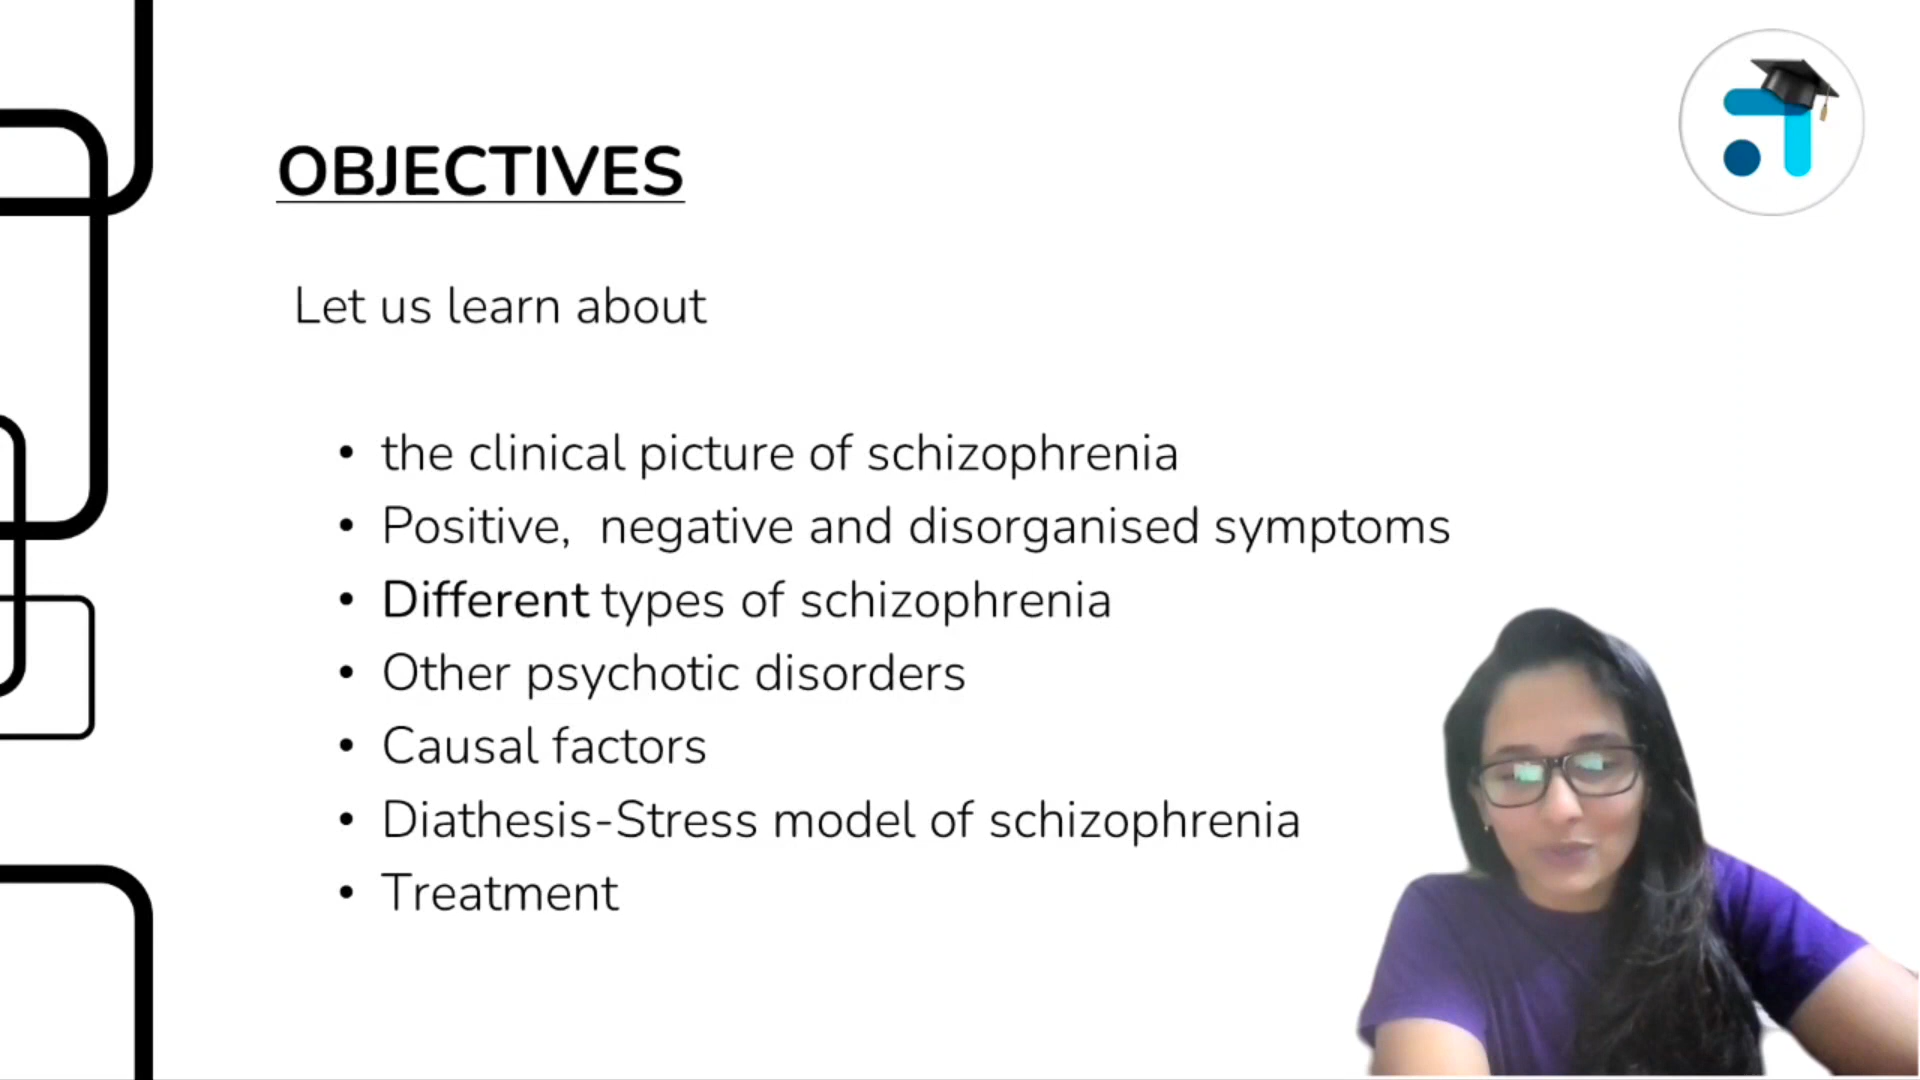 OBJECTIVES
Let us learn about
• the clinical picture of schizophrenia
• Positive,  negative and disorganised symptoms
• Different types of schizophrenia
• Other psychotic disorders
• Causal factors
• Diathesis-Stress model of schizophrenia
• Treatment